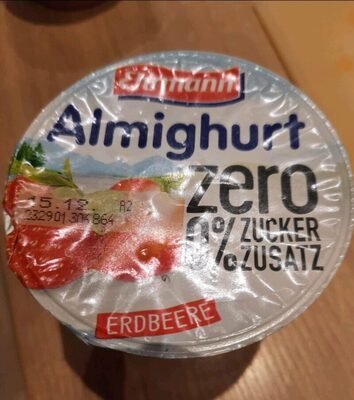 Ehrmann
Almighurt
zero
0% ZUCKER
ZUSATZ
15.12. A2
ERDBEERE